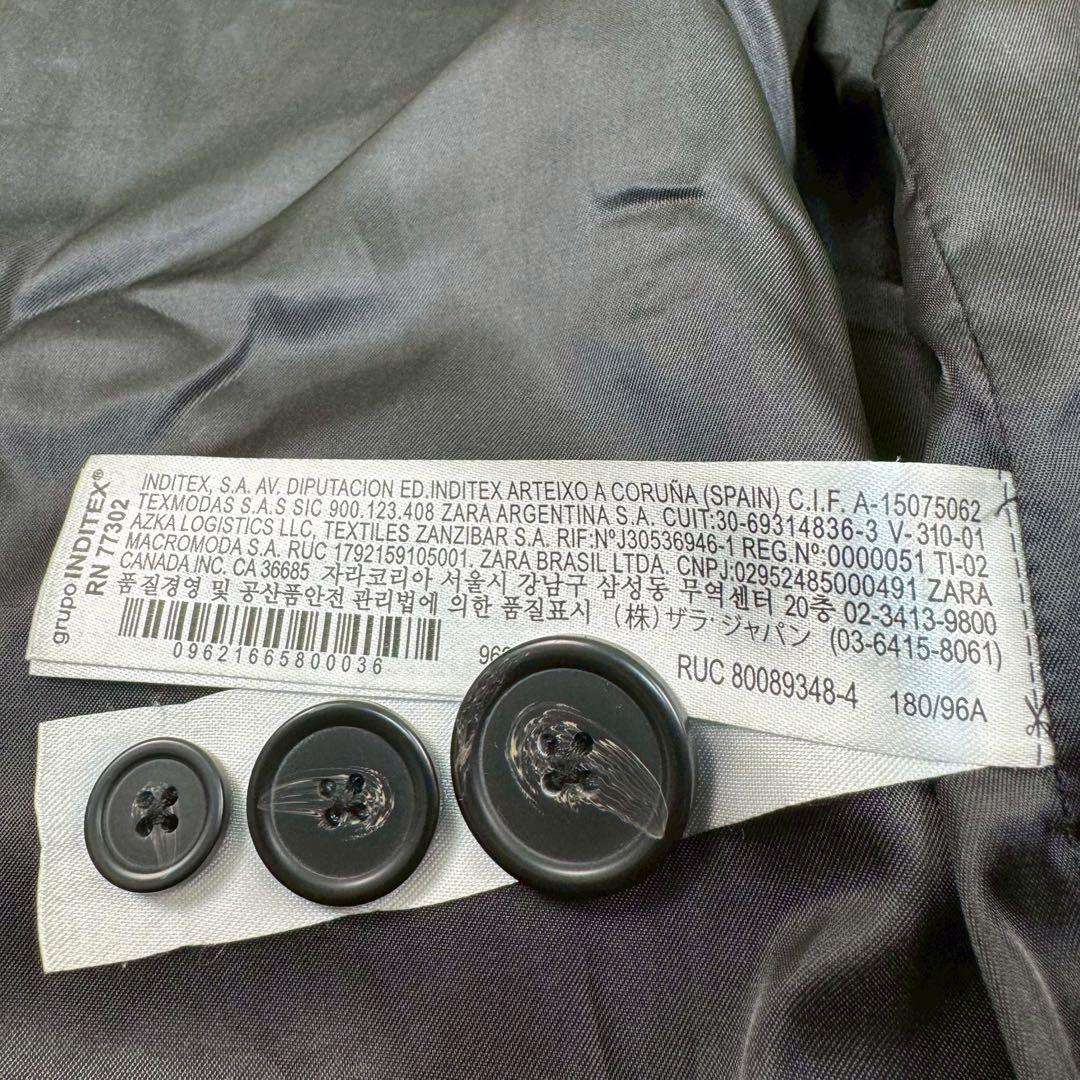 grupo INDITEX®
RN 77302
INDITEX, S.A. AV. DIPUTACION ED.INDITEX ARTEIXO A CORUÑA (SPAIN) C.I.F. A-15075062
TEXMODAS S.A.S SIC 900.123.408 ZARA ARGENTINA S.A. CUIT:30-69314836-3 V-310-01
AZKA LOGISTICS LLC, TEXTILES ZANZIBAR S.A. RIF:NºJ30536946-1 REG.Nº:0000051 TI-02
MACROMODA S.A. RUC 1792159105001, ZARA BRASIL LTDA. CNPJ:02952485000491 ZARA
CANADA INC. CA 36685 자라코리아 서울시 강남구 삼성동 무역센터 20층 02-3413-9800
품질경영 및 공산품안전 관리법에 의한 품질표시 (株)ザラ・ジャパン (03-6415-8061)
RUC 80089348-4 180/96A
09621665800036